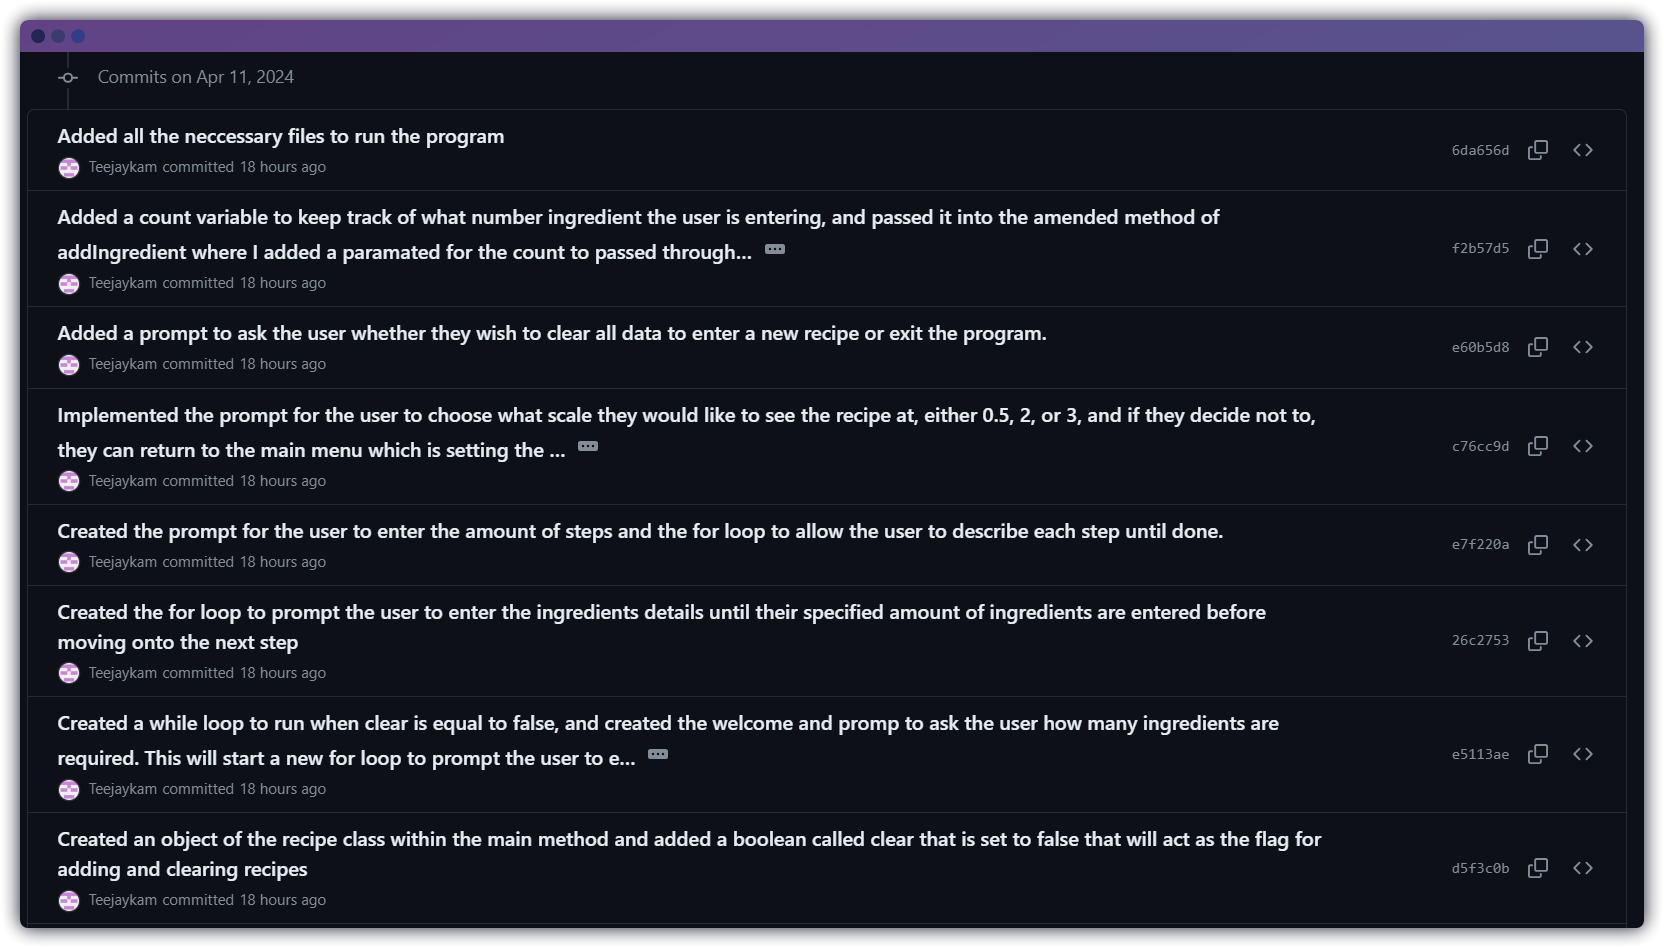 Commits on Apr 11, 2024
Added all the neccessary files to run the program
Teejaykam committed 18 hours ago
6da656d
Added a count variable to keep track of what number ingredient the user is entering, and passed it into the amended method of
addIngredient where I added a paramated for the count to passed through...
Teejaykam committed 18 hours ago
f2b57d5
Added a prompt to ask the user whether they wish to clear all data to enter a new recipe or exit the program.
Teejaykam committed 18 hours ago
e60b5d8
Implemented the prompt for the user to choose what scale they would like to see the recipe at, either 0.5, 2, or 3, and if they decide not to,
they can return to the main menu which is setting the ...
Teejaykam committed 18 hours ago
c76cc9d
Created the prompt for the user to enter the amount of steps and the for loop to allow the user to describe each step until done.
Teejaykam committed 18 hours ago
e7f220a
Created the for loop to prompt the user to enter the ingredients details until their specified amount of ingredients are entered before
moving onto the next step
Teejaykam committed 18 hours ago
26c2753
Created a while loop to run when clear is equal to false, and created the welcome and promp to ask the user how many ingredients are
required. This will start a new for loop to prompt the user to e...
Teejaykam committed 18 hours ago
e5113ae
Created an object of the recipe class within the main method and added a boolean called clear that is set to false that will act as the flag for
adding and clearing recipes
Teejaykam committed 18 hours ago
d5f3c0b